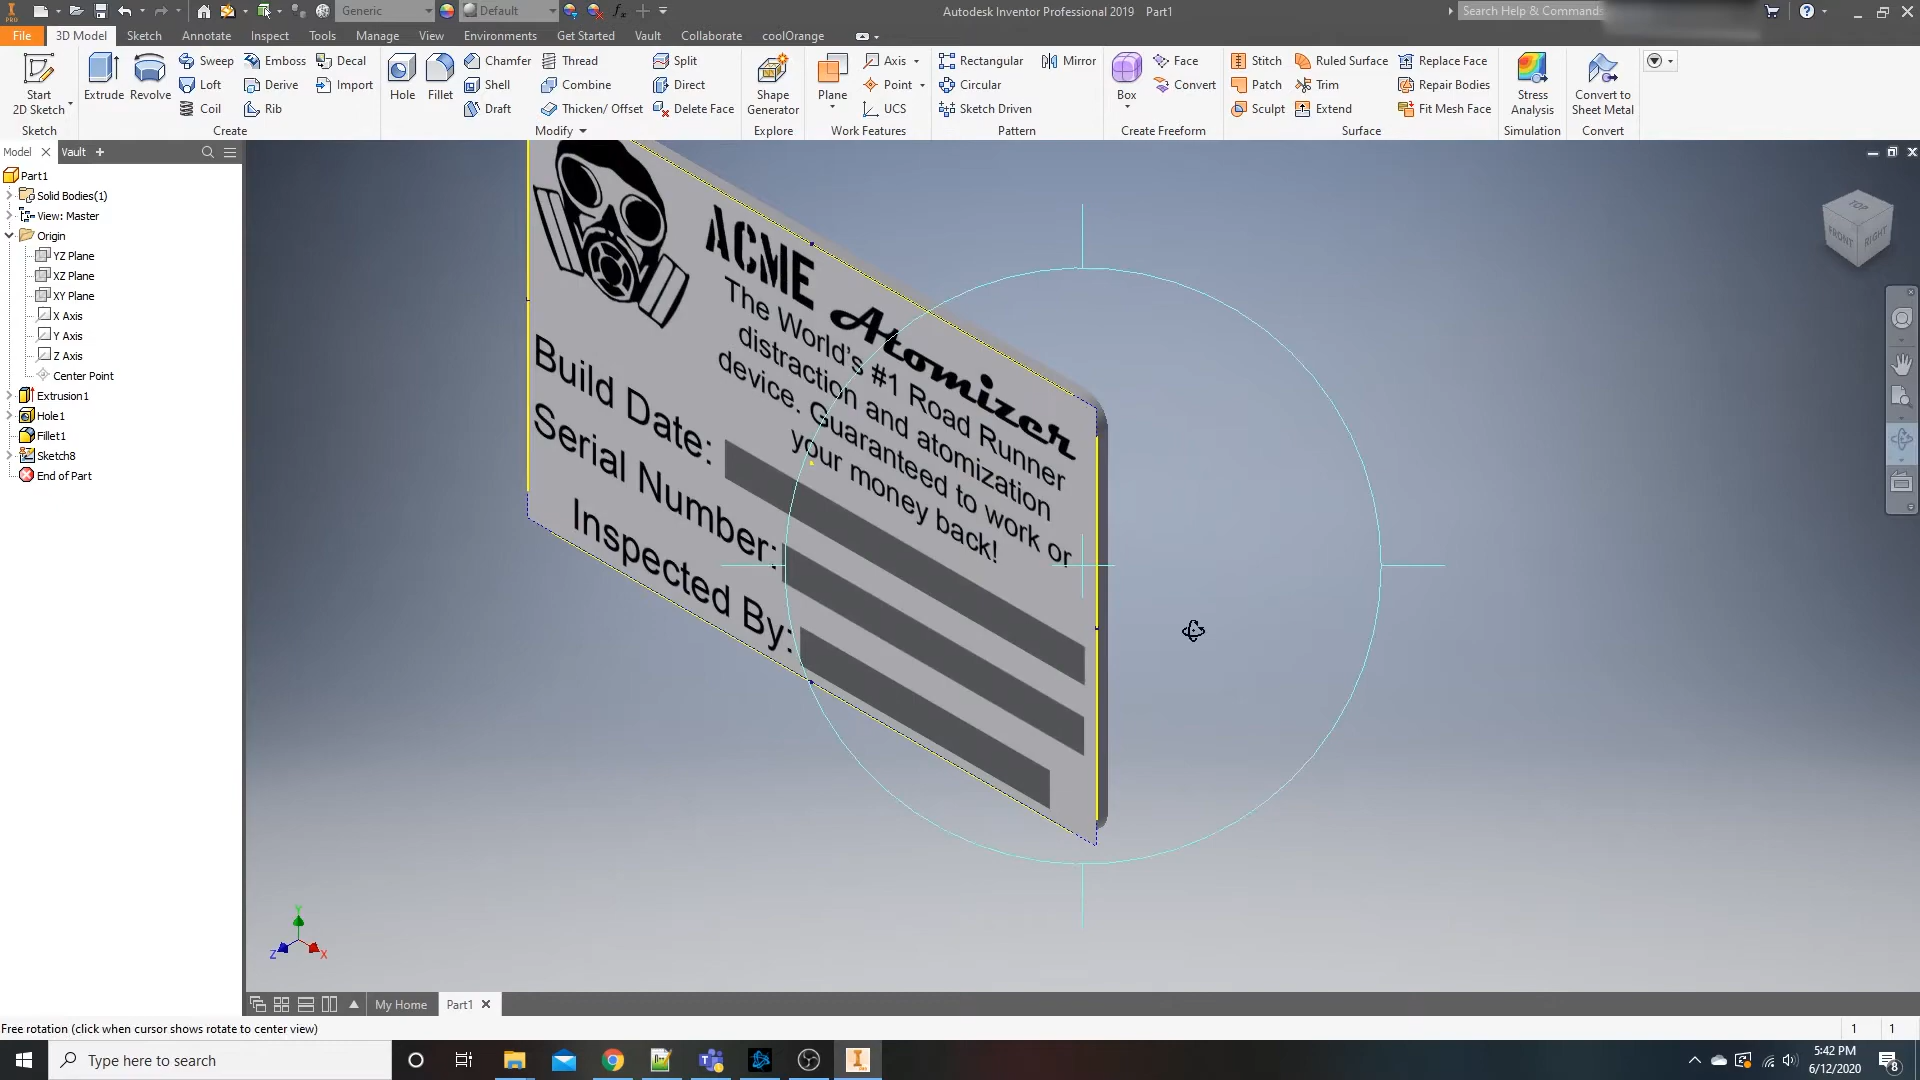 Generic
Default
Autodesk Inventor Professional 2019 Part1
Search Help & Commands
File
3D Model
Sketch
Annotate
Inspect
Tools
Manage
View
Environments
Get Started
Vault
Collaborate
coolOrange
Start
2D Sketch
Sketch
Extrude
Revolve
Sweep
Loft
Coil
Emboss
Derive
Rib
Decal
Import
Create
Hole
Fillet
Chamfer
Shell
Draft
Thread
Combine
Thicken/ Offset
Split
Direct
Delete Face
Modify
Shape
Generator
Explore
Plane
Axis
Point
UCS
Work Features
Rectangular
Circular
Sketch Driven
Mirror
Pattern
Box
Face
Convert
Create Freeform
Stitch
Patch
Sculpt
Ruled Surface
Trim
Extend
Replace Face
Repair Bodies
Fit Mesh Face
Surface
Stress
Analysis
Simulation
Convert to
Sheet Metal
Convert
Model
Vault
Part1
Solid Bodies(1)
View: Master
Origin
YZ Plane
XZ Plane
XY Plane
X Axis
Y Axis
Z Axis
Center Point
Extrusion1
Hole1
Fillet1
Sketch8
End of Part
ACME Atomizer
The World's #1 Road Runner
distraction and atomization
device. Guaranteed to work or
your money back!
Build Date:
Serial Number:
Inspected By:
TOP
FRONT
RIGHT
Y
Z
X
My Home
Part1
Free rotation (click when cursor shows rotate to center view)
1
1
Type here to search
5:42 PM
6/12/2020
8